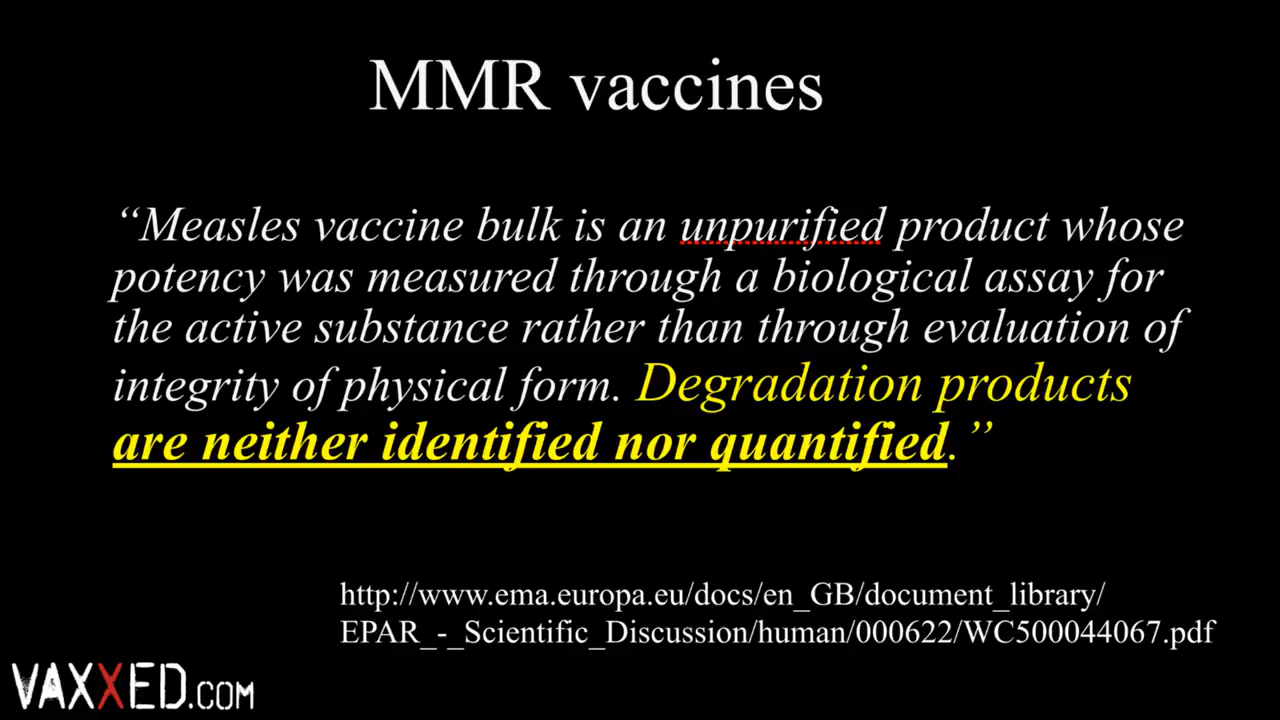 MMR vaccines
“Measles vaccine bulk is an unpurified product whose
potency was measured through a biological assay for
the active substance rather than through evaluation of
integrity of physical form. Degradation products
are neither identified nor quantified.”
http://www.ema.europa.eu/docs/en_GB/document_library/
EPAR_-_Scientific_Discussion/human/000622/WC500044067.pdf
VAXXED.COM